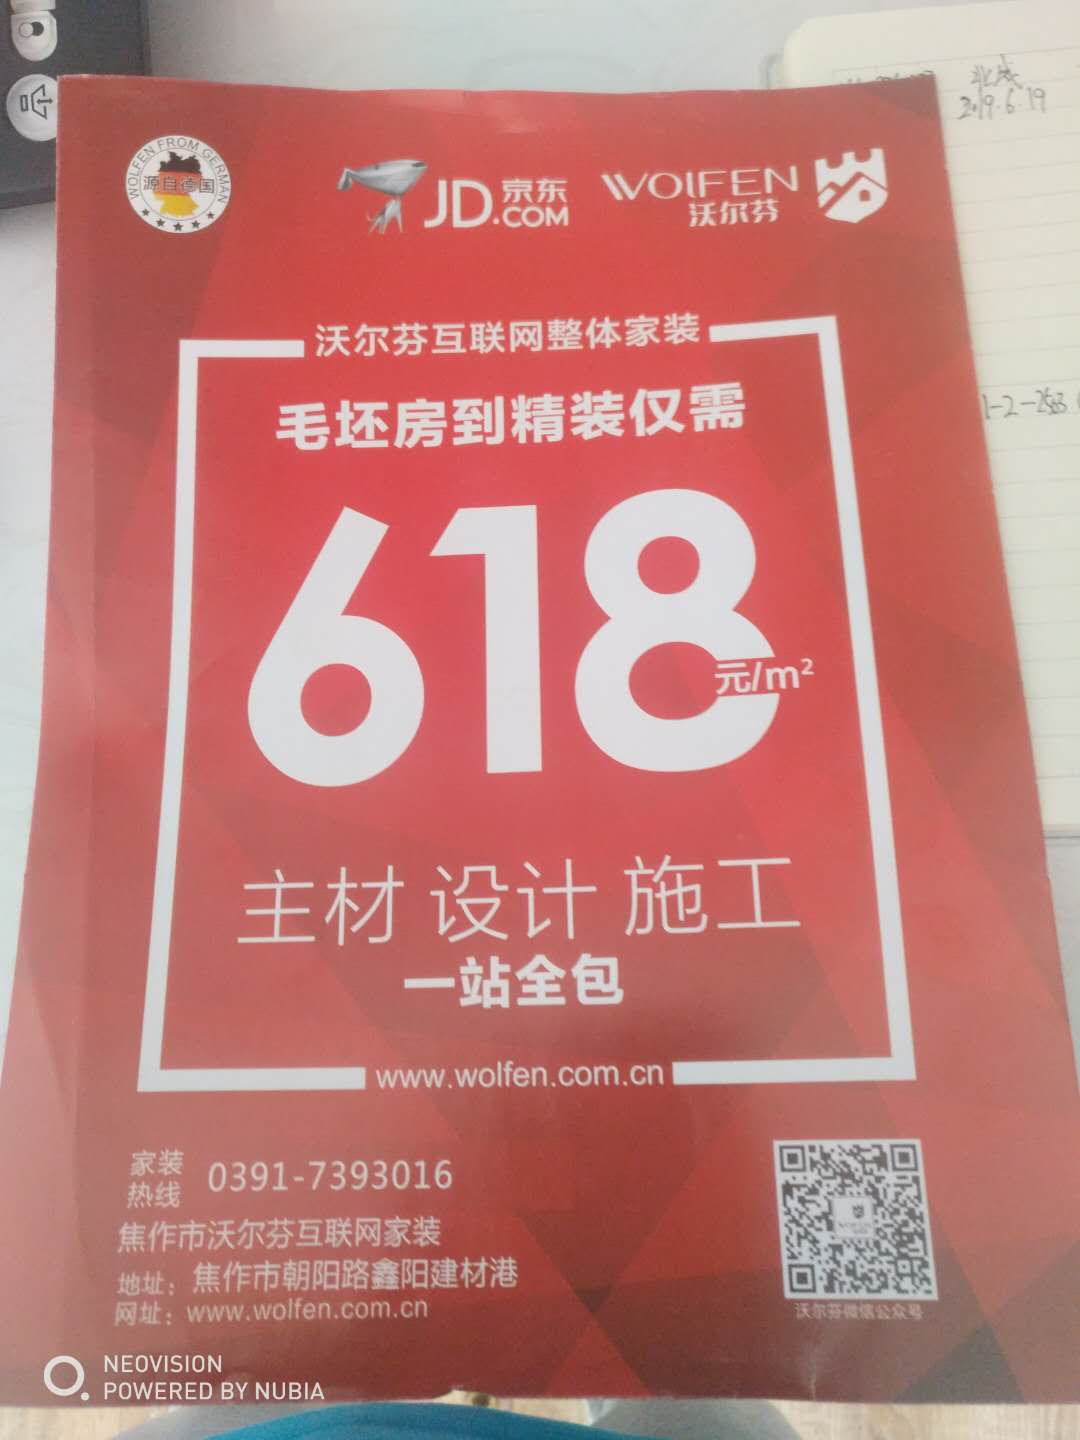 北成
2019.6.19
WOLFEN FROM GERMAN
源自德国
JD.京东
.COM
WOLFEN
沃尔芬
沃尔芬互联网整体家装
毛坯房到精装仅需
618
元/m²
1-2-2503
主材 设计 施工
一站全包
www.wolfen.com.cn
家装
热线 0391-7393016
焦作市沃尔芬互联网家装
地址：焦作市朝阳路鑫阳建材港
网址：www.wolfen.com.cn
沃尔芬微信公众号
NEOVISION
POWERED BY NUBIA